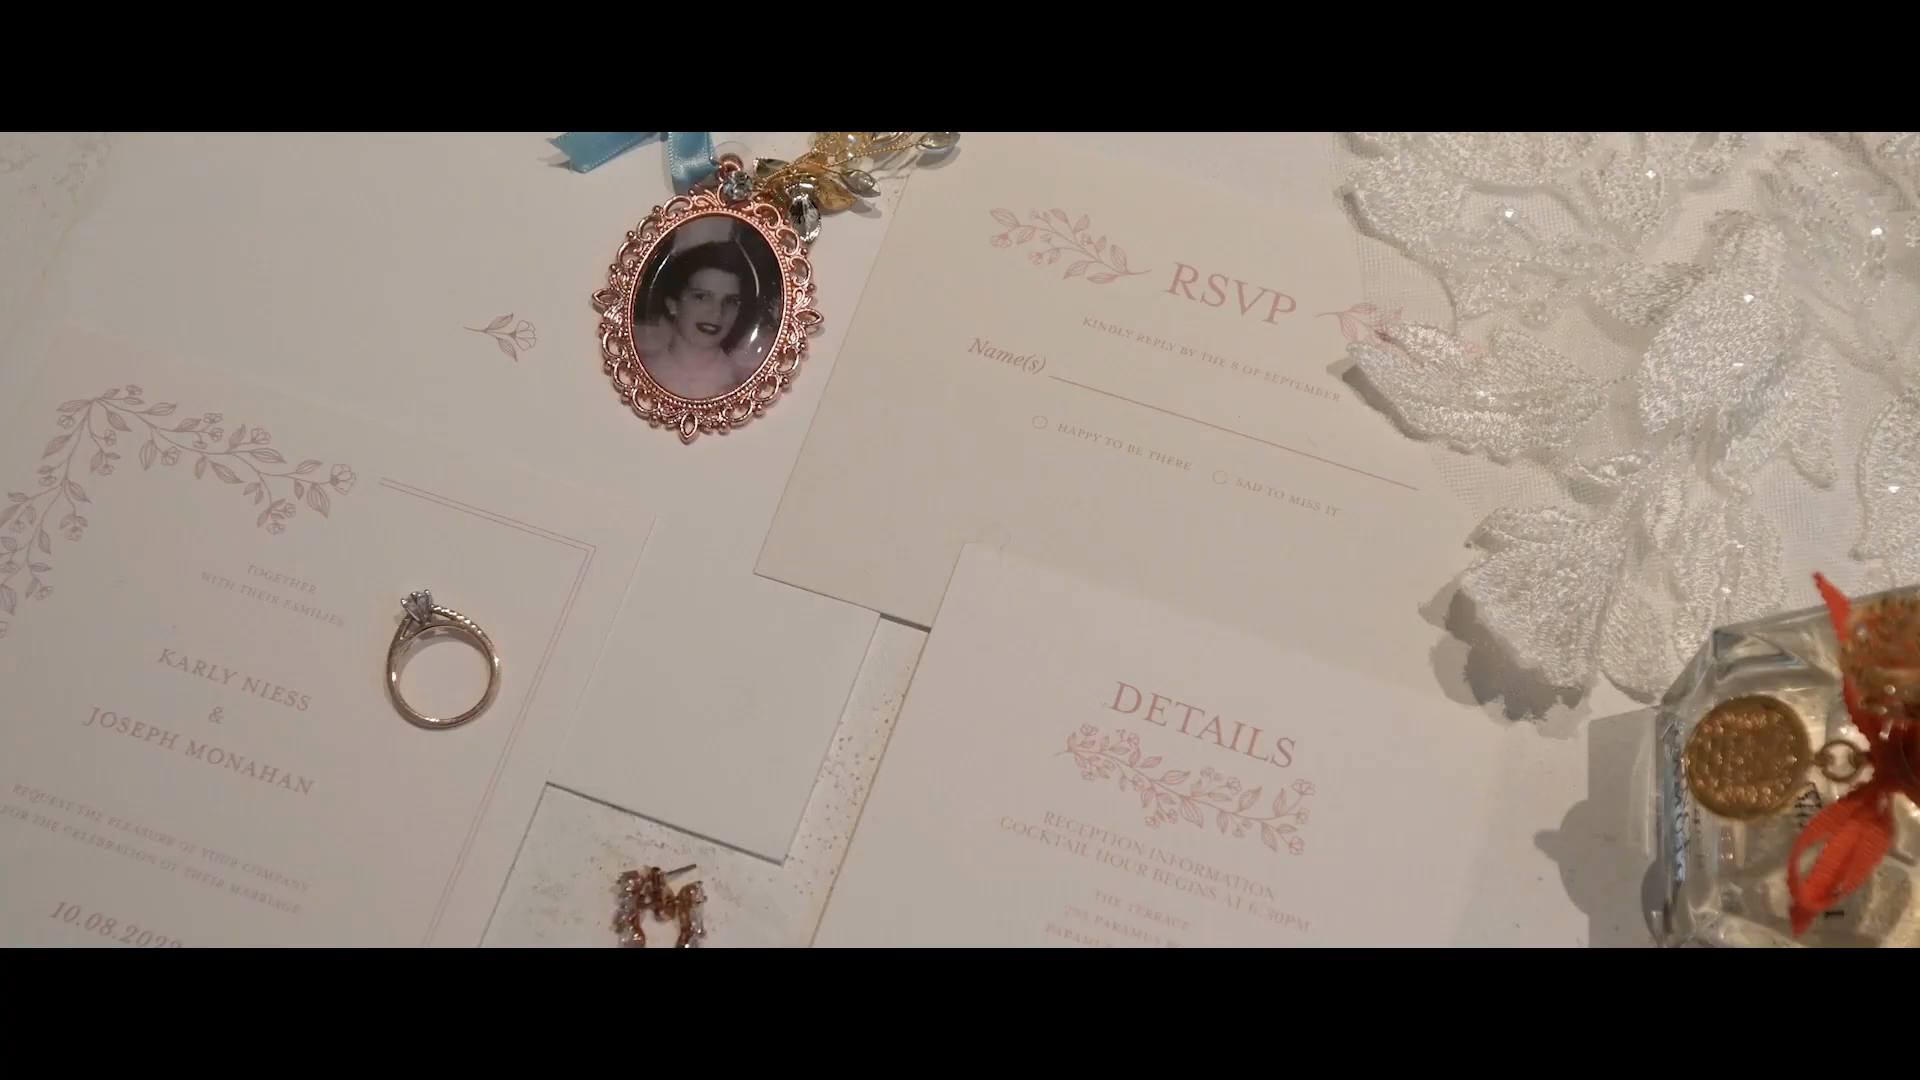 TOGETHER
WITH THEIR FAMILIES
KARLY NIESS
&
JOSEPH MONAHAN
REQUEST THE PLEASURE OF YOUR COMPANY
FOR THE CELEBRATION OF THEIR MARRIAGE
RSVP
KINDLY REPLY BY THE 8 OF SEPTEMBER
Name(s)
HAPPY TO BE THERE
SAD TO MISS IT
DETAILS
RECEPTION INFORMATION
COCKTAIL HOUR BEGINS AT 6.30PM
THE TERRACE
PARAMUS